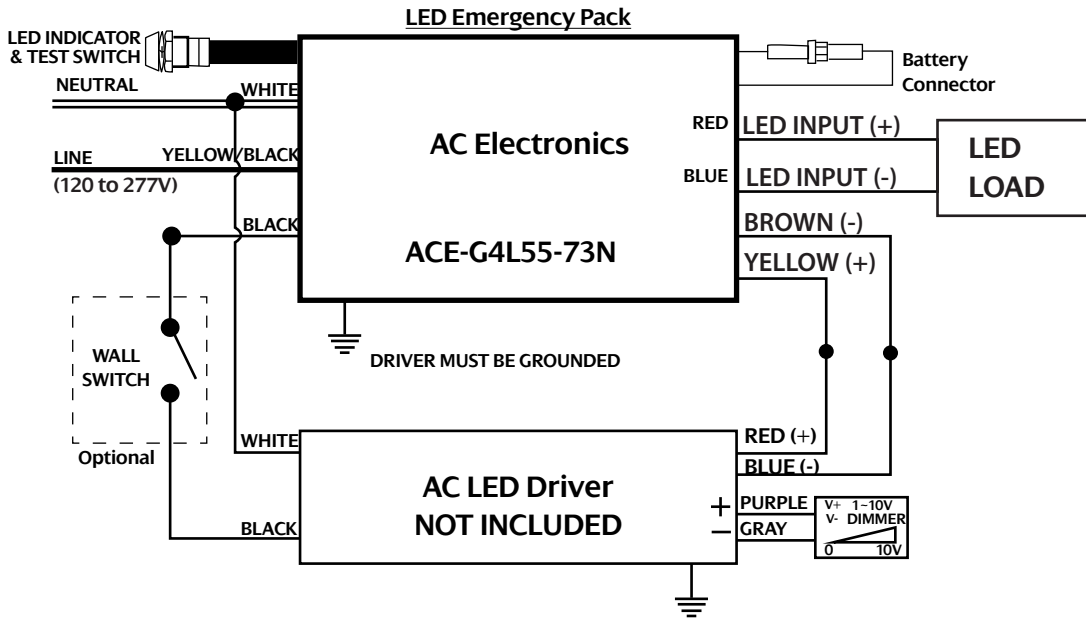 LED Emergency Pack
LED INDICATOR
& TEST SWITCH
NEUTRAL
WHITE
LINE
(120 to 277V)
YELLOW/BLACK
BLACK
AC Electronics
ACE-G4L55-73N
RED
BLUE
Battery
Connector
LED INPUT (+)
LED INPUT (-)
BROWN (-)
YELLOW (+)
LED
LOAD
WALL
SWITCH
Optional
DRIVER MUST BE GROUNDED
WHITE
BLACK
AC LED Driver
NOT INCLUDED
RED (+)
BLUE (-)
+ PURPLE
− GRAY
V+ 1~10V
V- DIMMER
0 10V